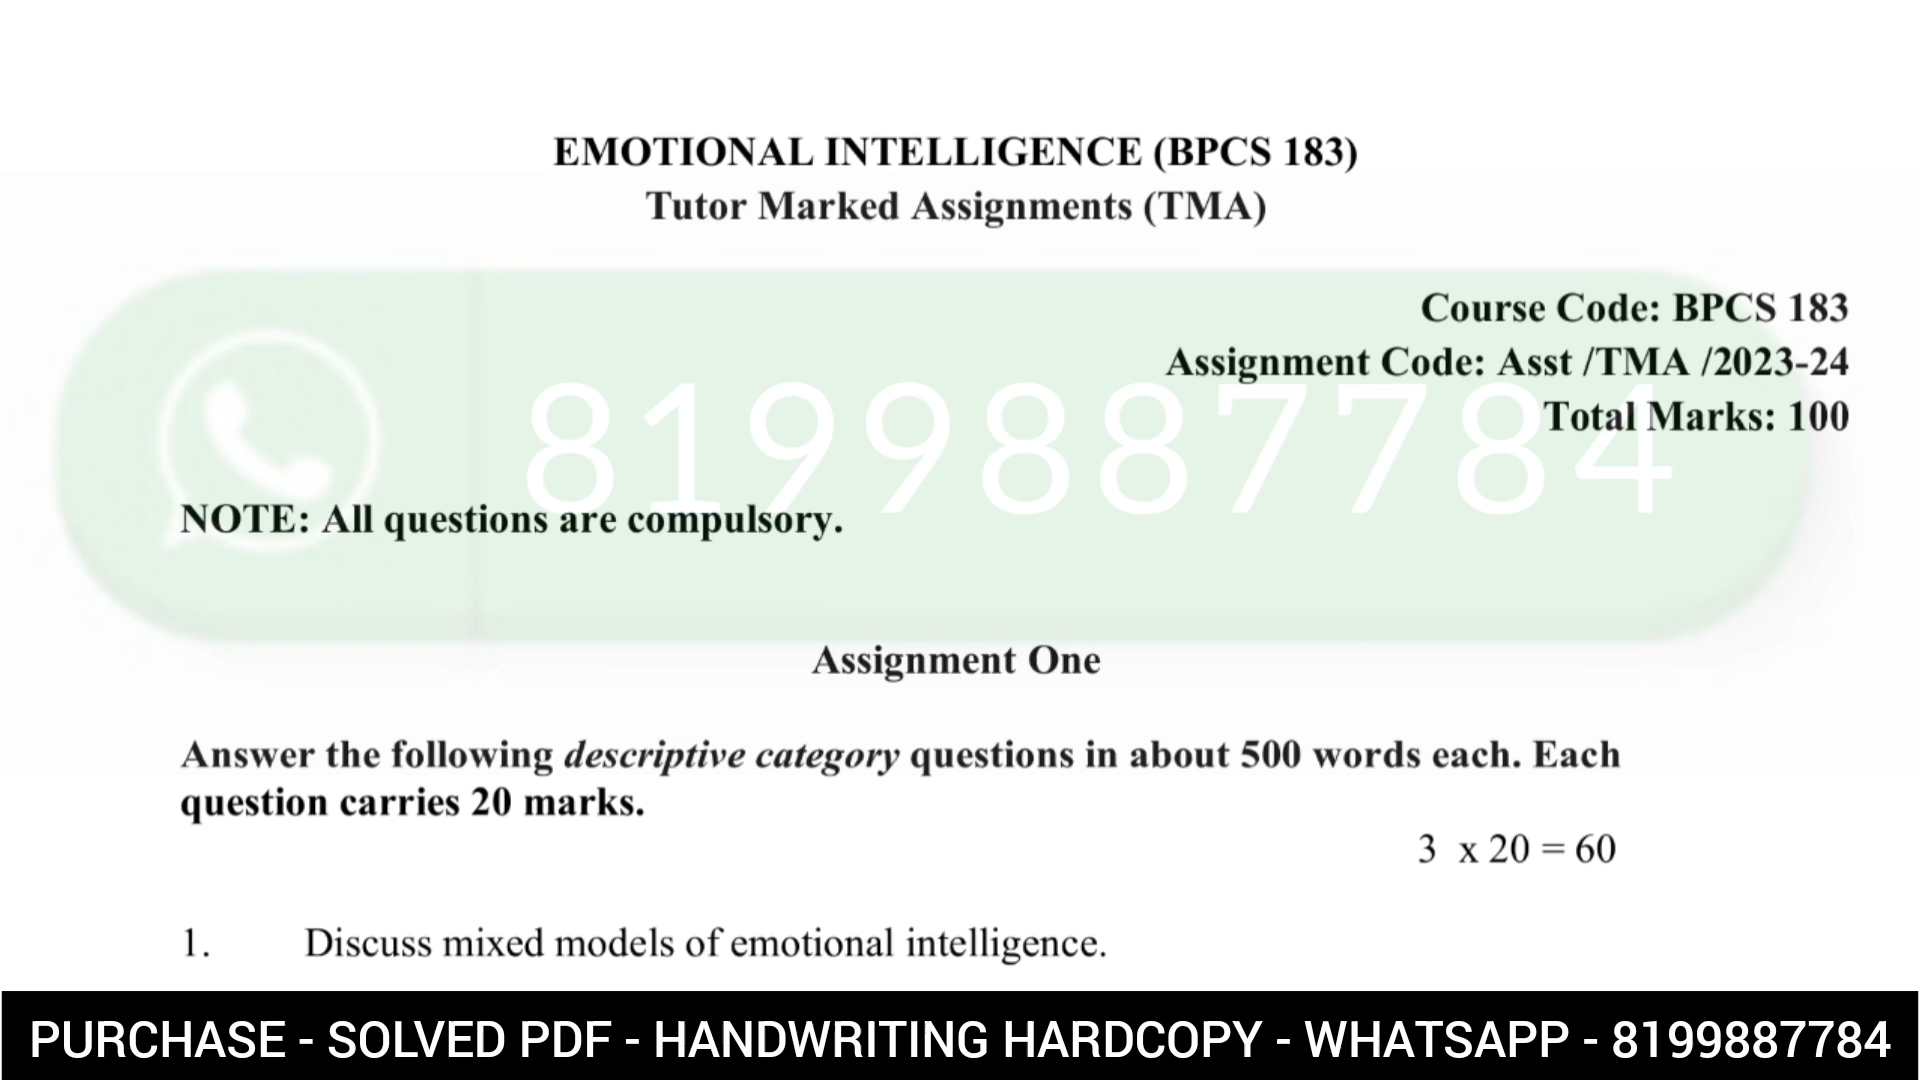 EMOTIONAL INTELLIGENCE (BPCS 183)
Tutor Marked Assignments (TMA)
Course Code: BPCS 183
Assignment Code: Asst /TMA /2023-24
Total Marks: 100
8199887784
NOTE: All questions are compulsory.
Assignment One
Answer the following descriptive category questions in about 500 words each. Each
question carries 20 marks.
3 x 20 = 60
1. Discuss mixed models of emotional intelligence.
PURCHASE - SOLVED PDF - HANDWRITING HARDCOPY - WHATSAPP - 8199887784